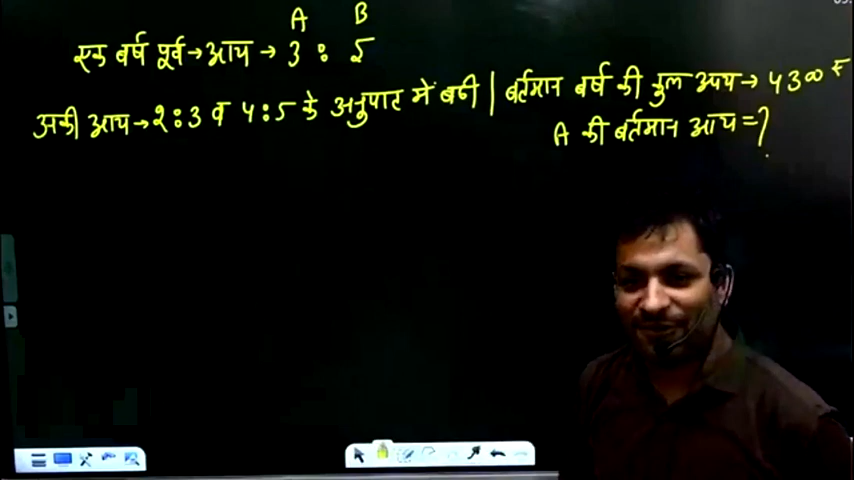 A B
एक वर्ष पूर्व→आय→ 3 : 5
उनकी आय→2:3 व 4:5 के अनुपात में बढी | वर्तमान वर्ष की कुल आय→ 4300 ₹
A की वर्तमान आय=?